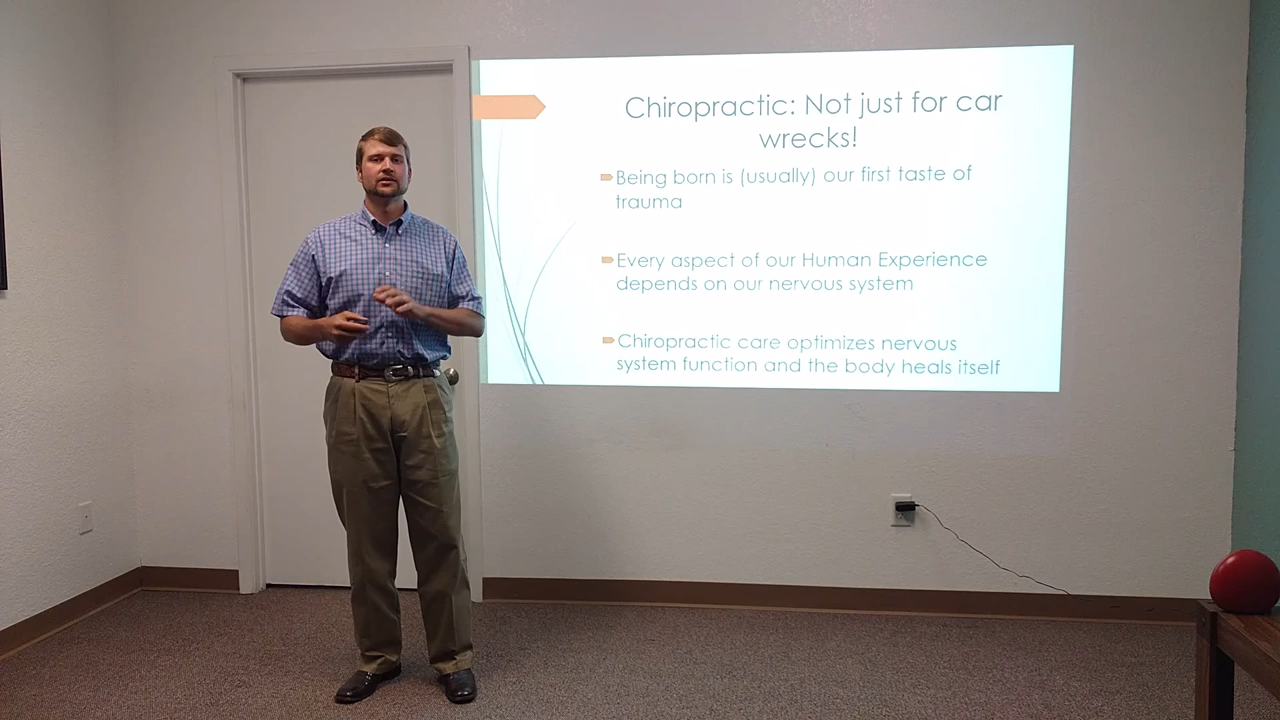 Chiropractic: Not just for car
wrecks!
Being born is (usually) our first taste of
trauma
Every aspect of our Human Experience
depends on our nervous system
Chiropractic care optimizes nervous
system function and the body heals itself